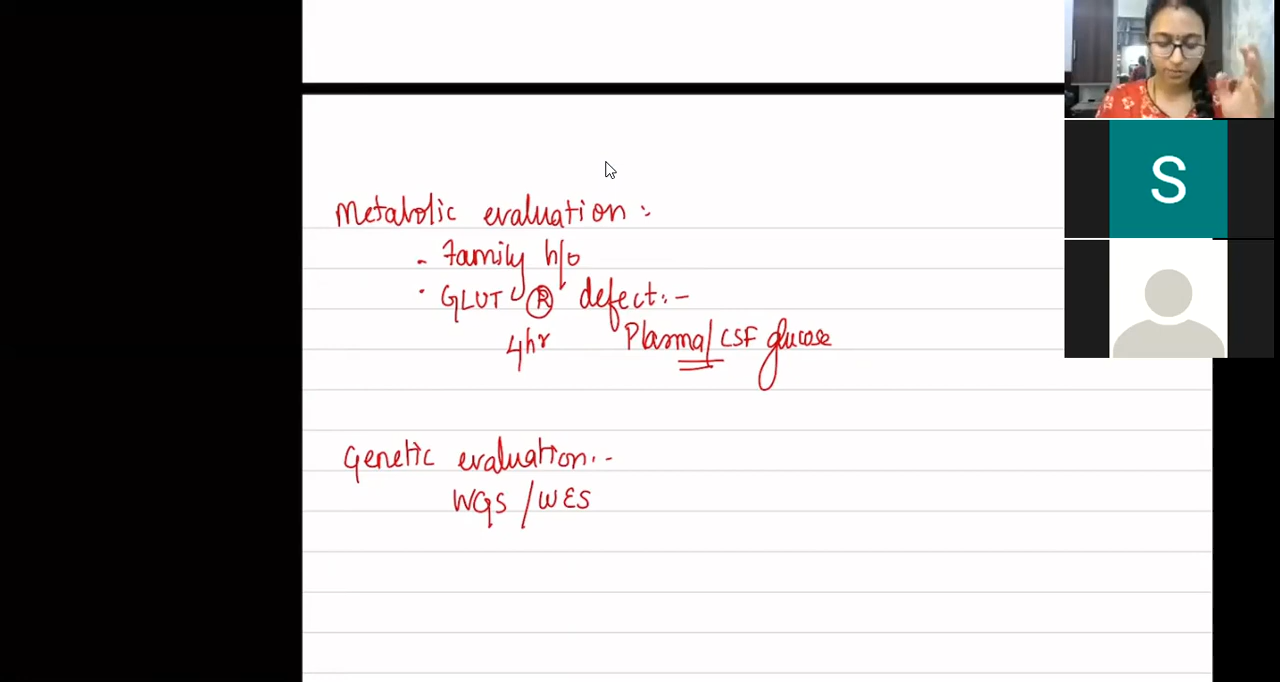 Metabolic evaluation :
- Family h/o
· GLUT Ⓡ defect :-
4hr Plasma/CSF glucose
Genetic evaluation :-
WGS / WES
S